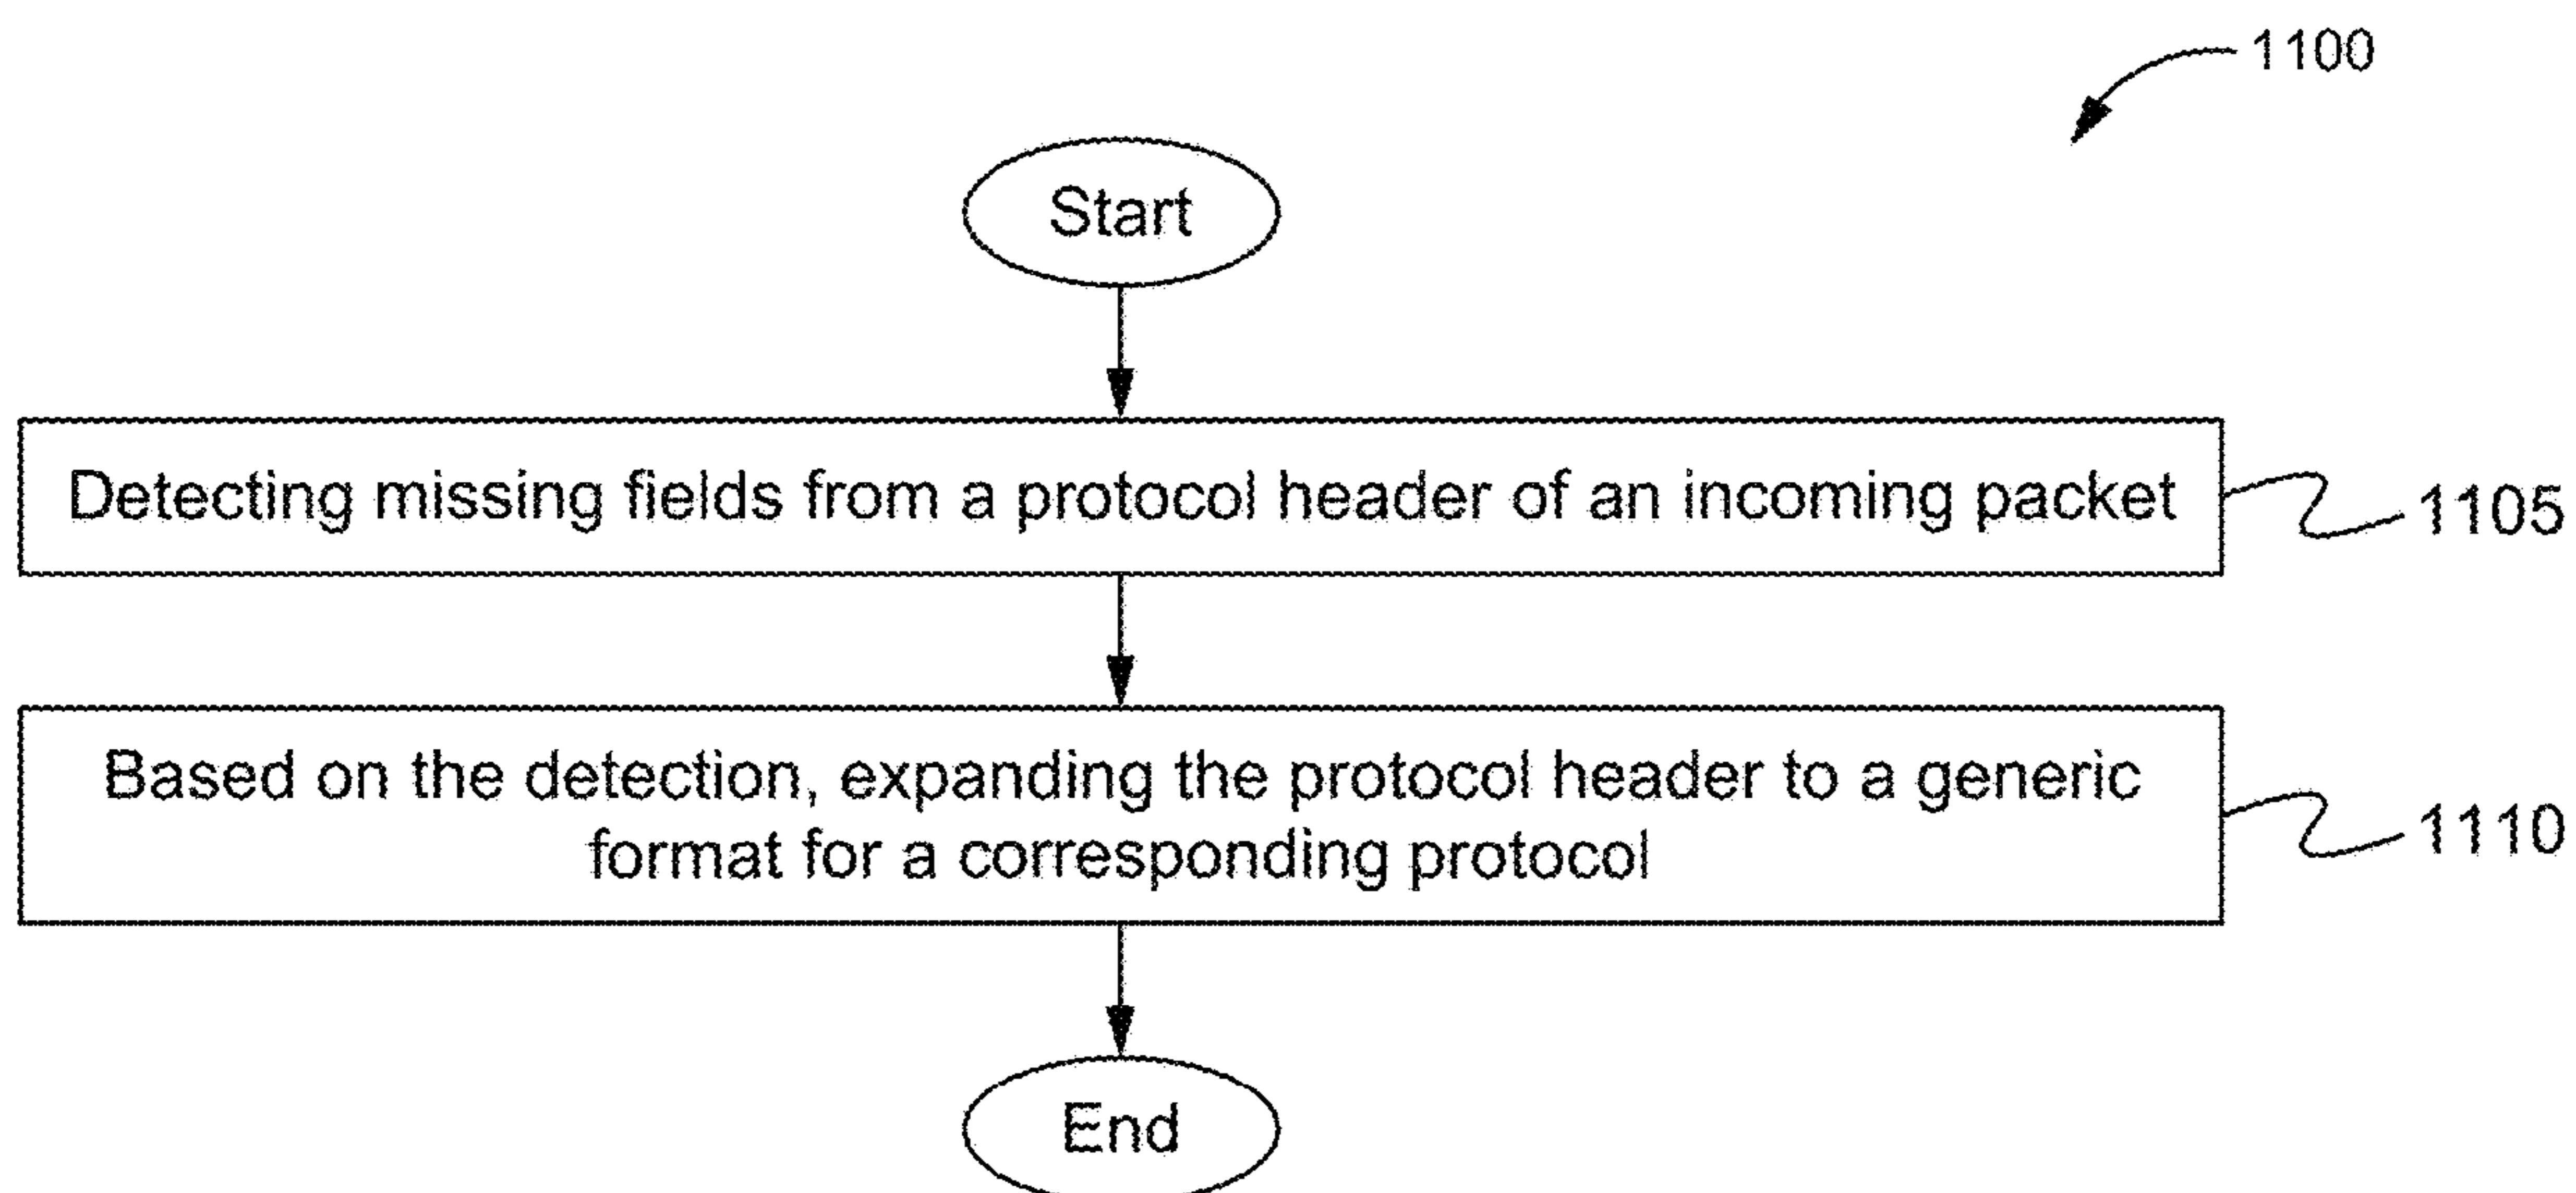 1100
Start
Detecting missing fields from a protocol header of an incoming packet
1105
Based on the detection, expanding the protocol header to a generic
format for a corresponding protocol
1110
End